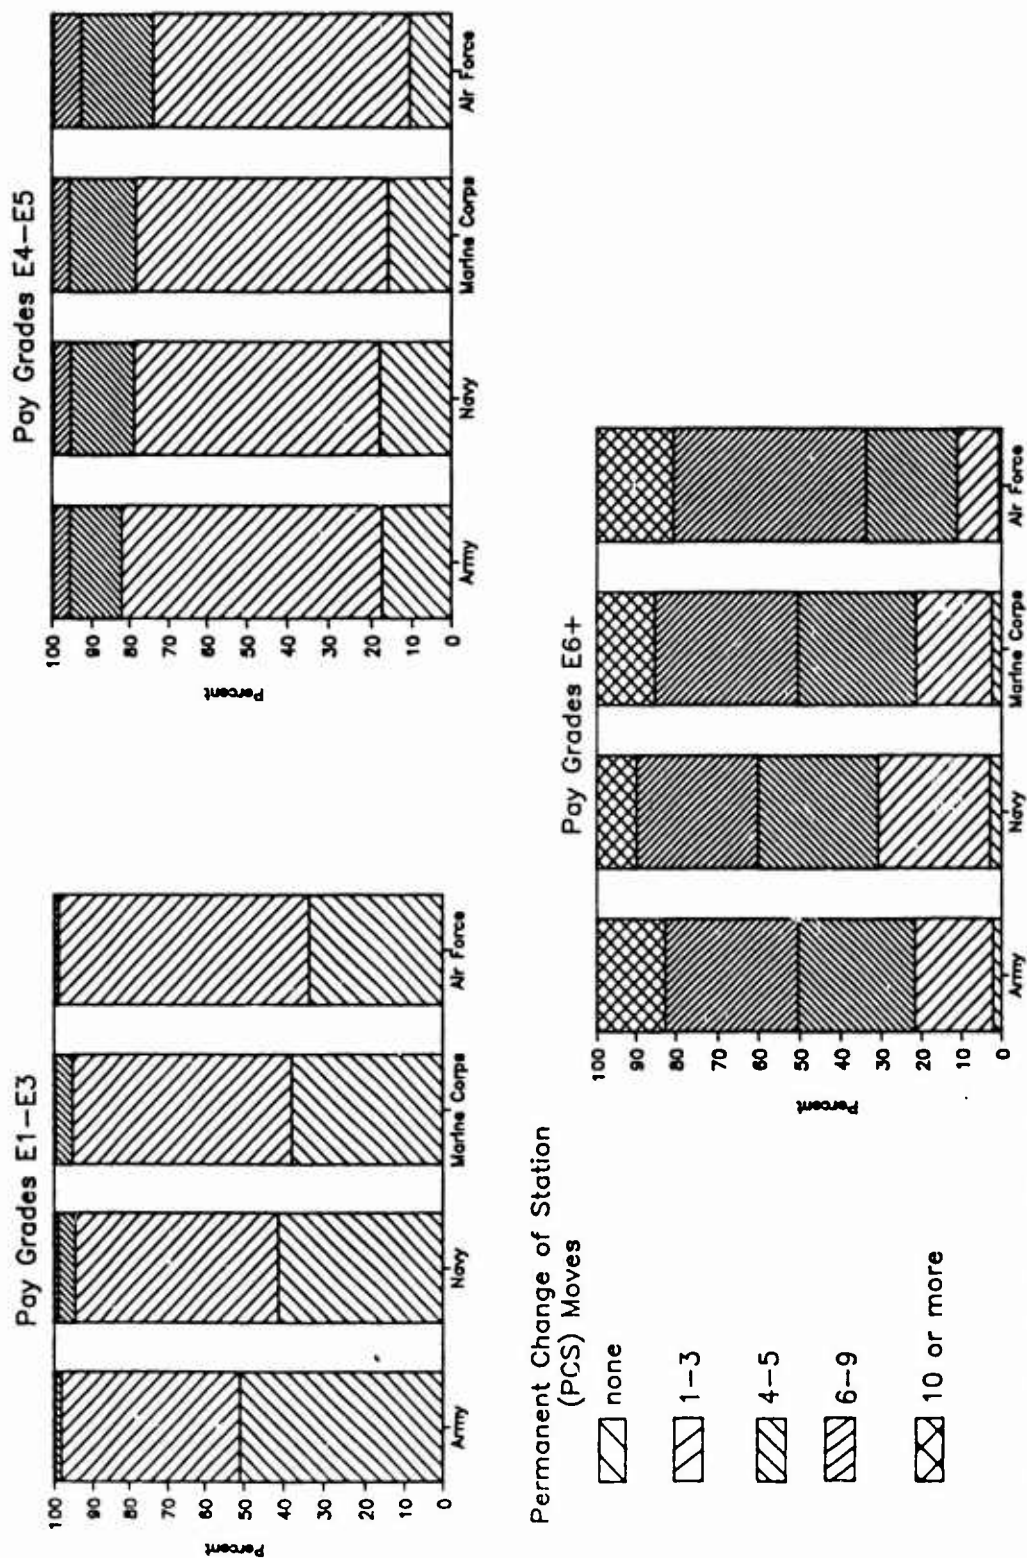 Pay Grades E1-E3
Percent
100
90
80
70
60
50
40
30
20
10
0
Army
Navy
Marine Corps
Air Force
Pay Grades E4-E5
Percent
100
90
80
70
60
50
40
30
20
10
0
Army
Navy
Marine Corps
Air Force
Permanent Change of Station
(PCS) Moves
none
1-3
4-5
6-9
10 or more
Pay Grades E6+
Percent
100
90
80
70
60
50
40
30
20
10
0
Army
Navy
Marine Corps
Air Force